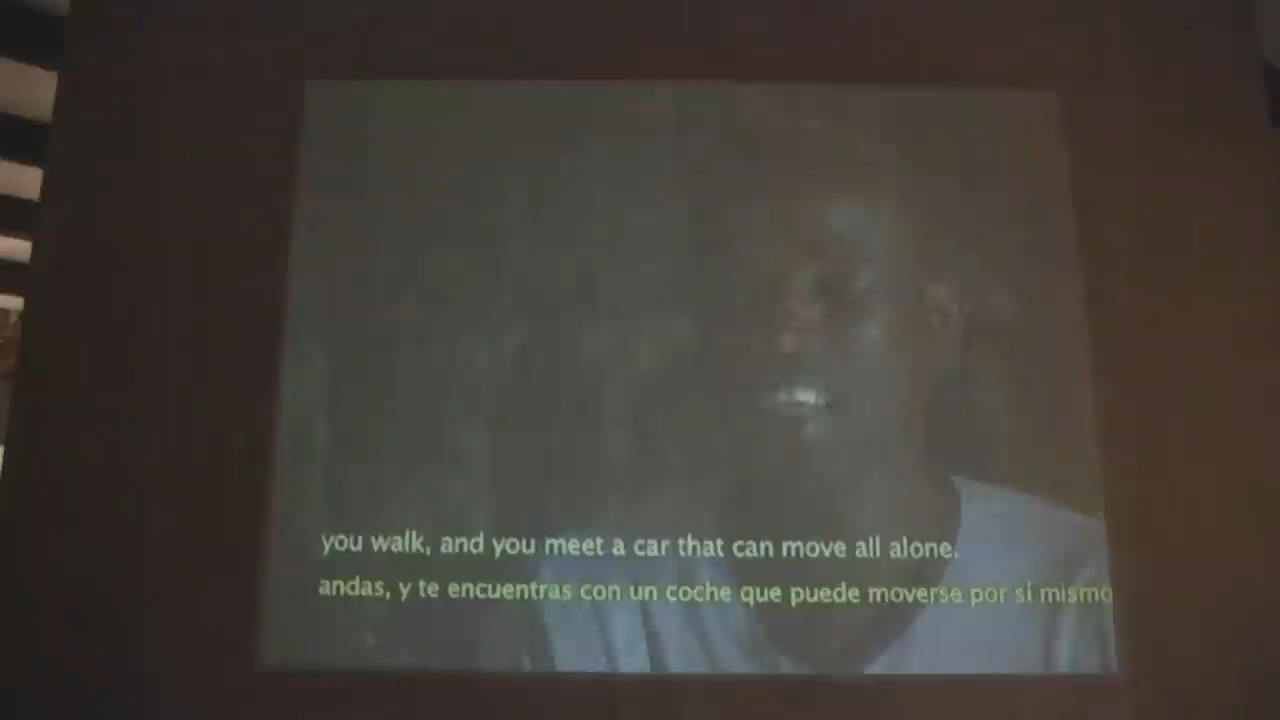 you walk, and you meet a car that can move all alone.
andas, y te encuentras con un coche que puede moverse por sí mismo